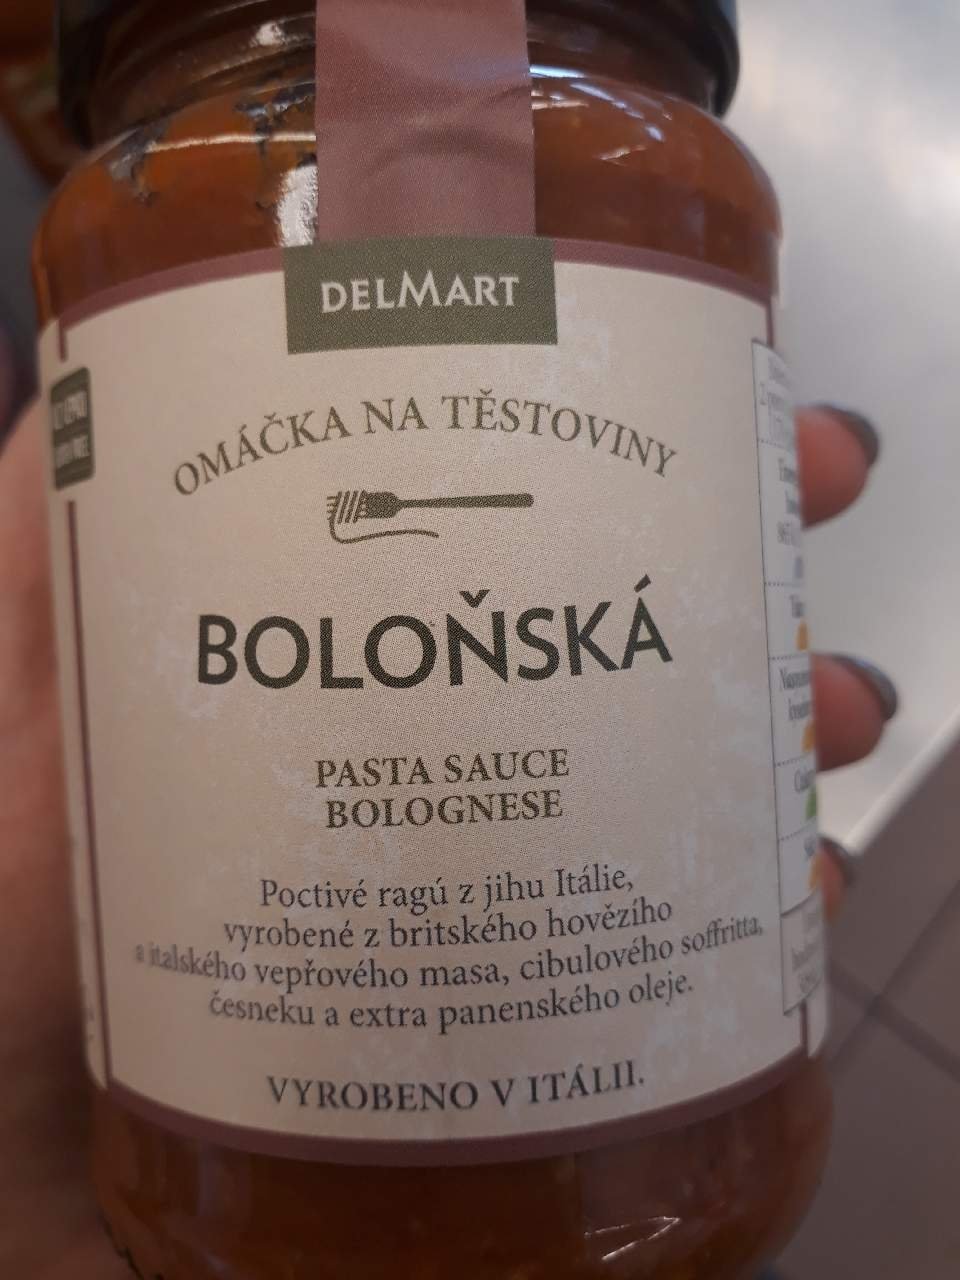 DELMART
OMÁČKA NA TĚSTOVINY
BOLOŇSKÁ
PASTA SAUCE
BOLOGNESE
Poctivé ragú z jihu Itálie,
vyrobené z britského hovězího
a italského vepřového masa, cibulového soffritta,
česneku a extra panenského oleje.
VYROBENO V ITÁLII.